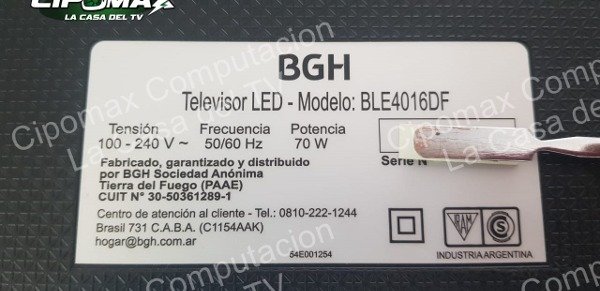 CIPOMAX
LA CASA DEL TV
BGH
Televisor LED - Modelo: BLE4016DF
Tensión Frecuencia Potencia
100 - 240 V ~ 50/60 Hz 70 W
Serie N°
Fabricado, garantizado y distribuido
por BGH Sociedad Anónima
Tierra del Fuego (PAAE)
CUIT N° 30-50361289-1
Centro de atención al cliente - Tel.: 0810-222-1244
Brasil 731 C.A.B.A. (C1154AAK)
hogar@bgh.com.ar
IRAM
S
INDUSTRIA ARGENTINA
54E001254
Cipomax Computacion
La Casa del TV